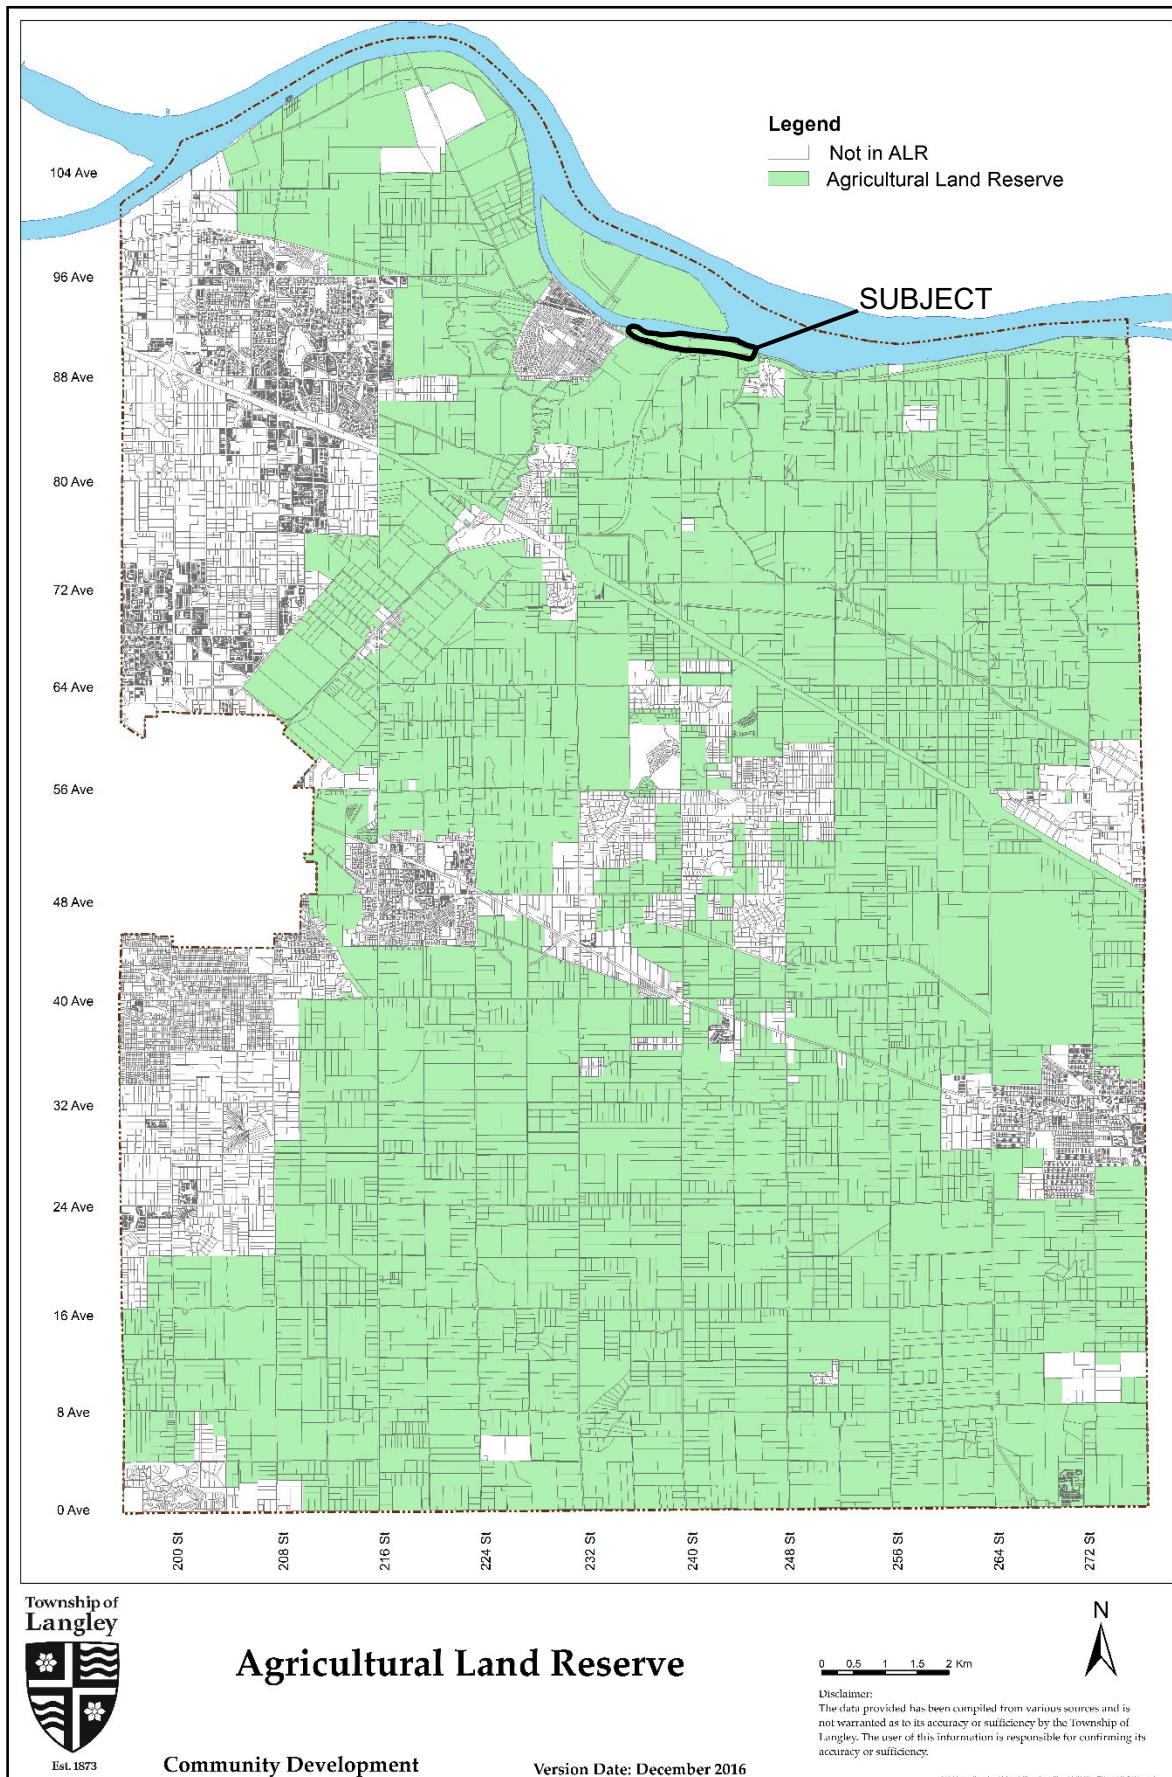 Legend
Not in ALR
Agricultural Land Reserve
SUBJECT
104 Ave
96 Ave
88 Ave
80 Ave
72 Ave
64 Ave
56 Ave
48 Ave
40 Ave
32 Ave
24 Ave
16 Ave
8 Ave
0 Ave
200 St
208 St
216 St
224 St
232 St
240 St
248 St
256 St
264 St
272 St
Township of
Langley
Est. 1873
Agricultural Land Reserve
Community Development
Version Date: December 2016
0 0.5 1 1.5 2 Km
N
Disclaimer:
The data provided has been compiled from various sources and is
not warranted as to its accuracy or sufficiency by the Township of
Langley. The user of this information is responsible for confirming its
accuracy or sufficiency.